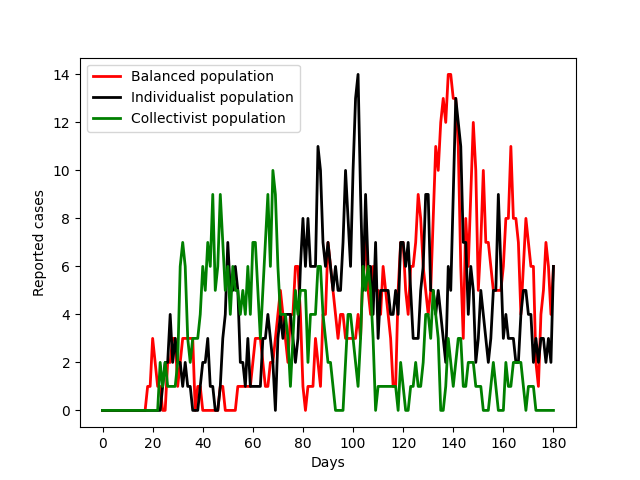 Balanced population
Individualist population
Collectivist population
14
12
10
8
6
4
2
0
Reported cases
0 20 40 60 80 100 120 140 160 180
Days